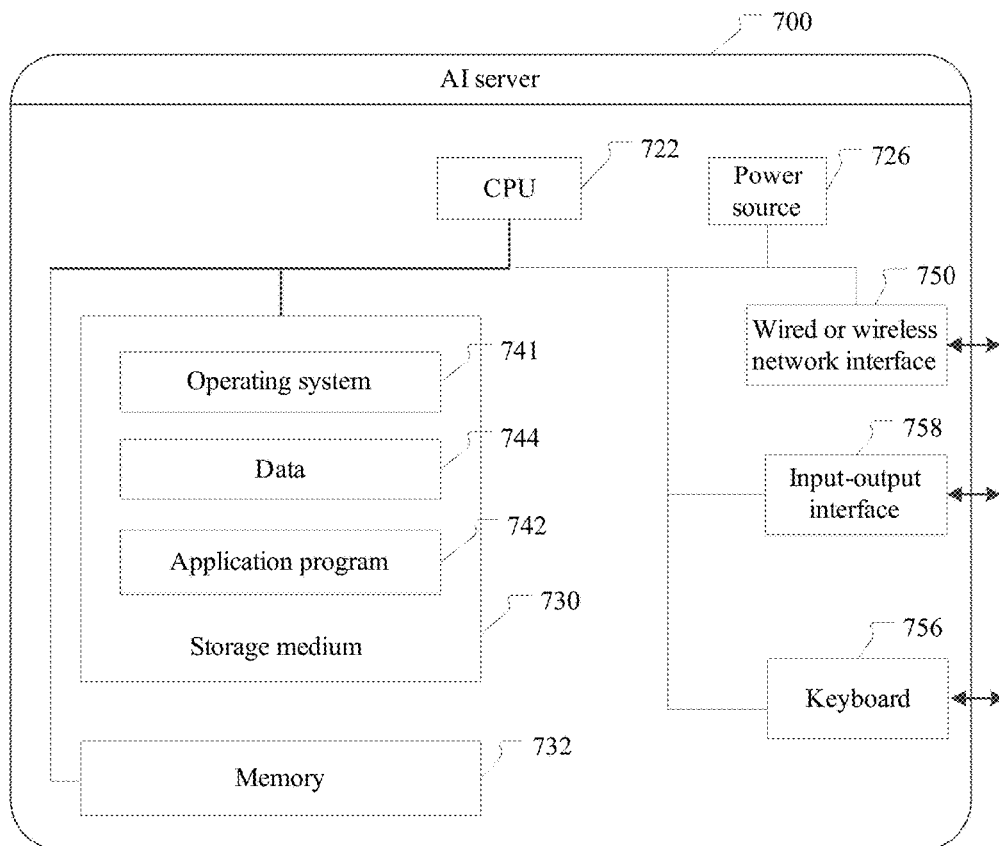 700
AI server
722
CPU
726
Power
source
750
Wired or wireless
network interface
741
Operating system
744
Data
758
Input-output
interface
742
Application program
730
Storage medium
756
Keyboard
732
Memory